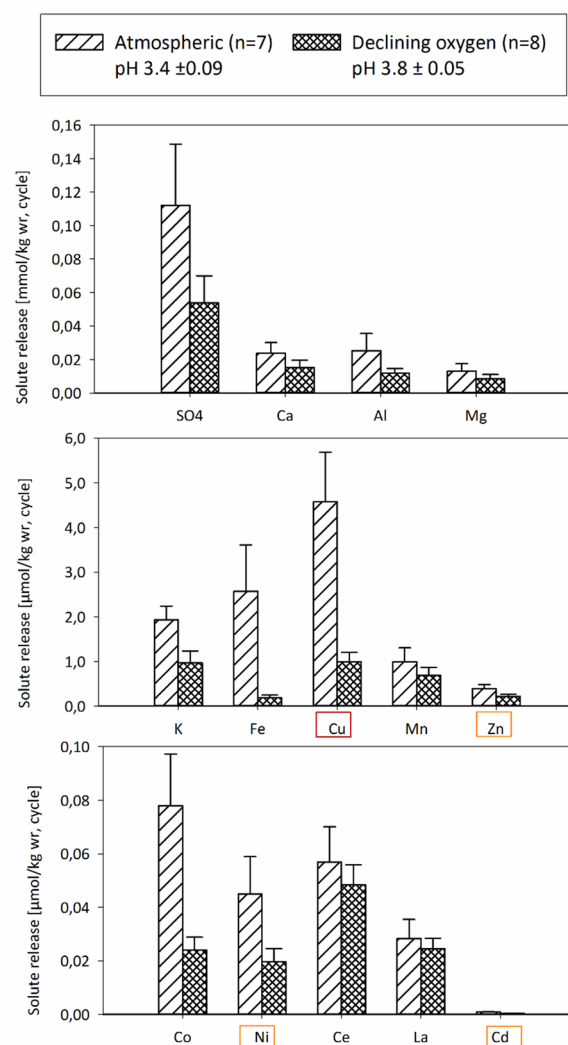 Atmospheric (n=7) Declining oxygen (n=8)
pH 3.4 ±0.09 pH 3.8 ± 0.05
Solute release [mmol/kg wr, cycle]
0,16
0,14
0,12
0,10
0,08
0,06
0,04
0,02
0,00
SO4 Ca Al Mg
Solute release [μmol/kg wr, cycle]
6,0
5,0
4,0
3,0
2,0
1,0
0,0
K Fe Cu Mn Zn
Solute release [μmol/kg wr, cycle]
0,10
0,08
0,06
0,04
0,02
0,00
Co Ni Ce La Cd